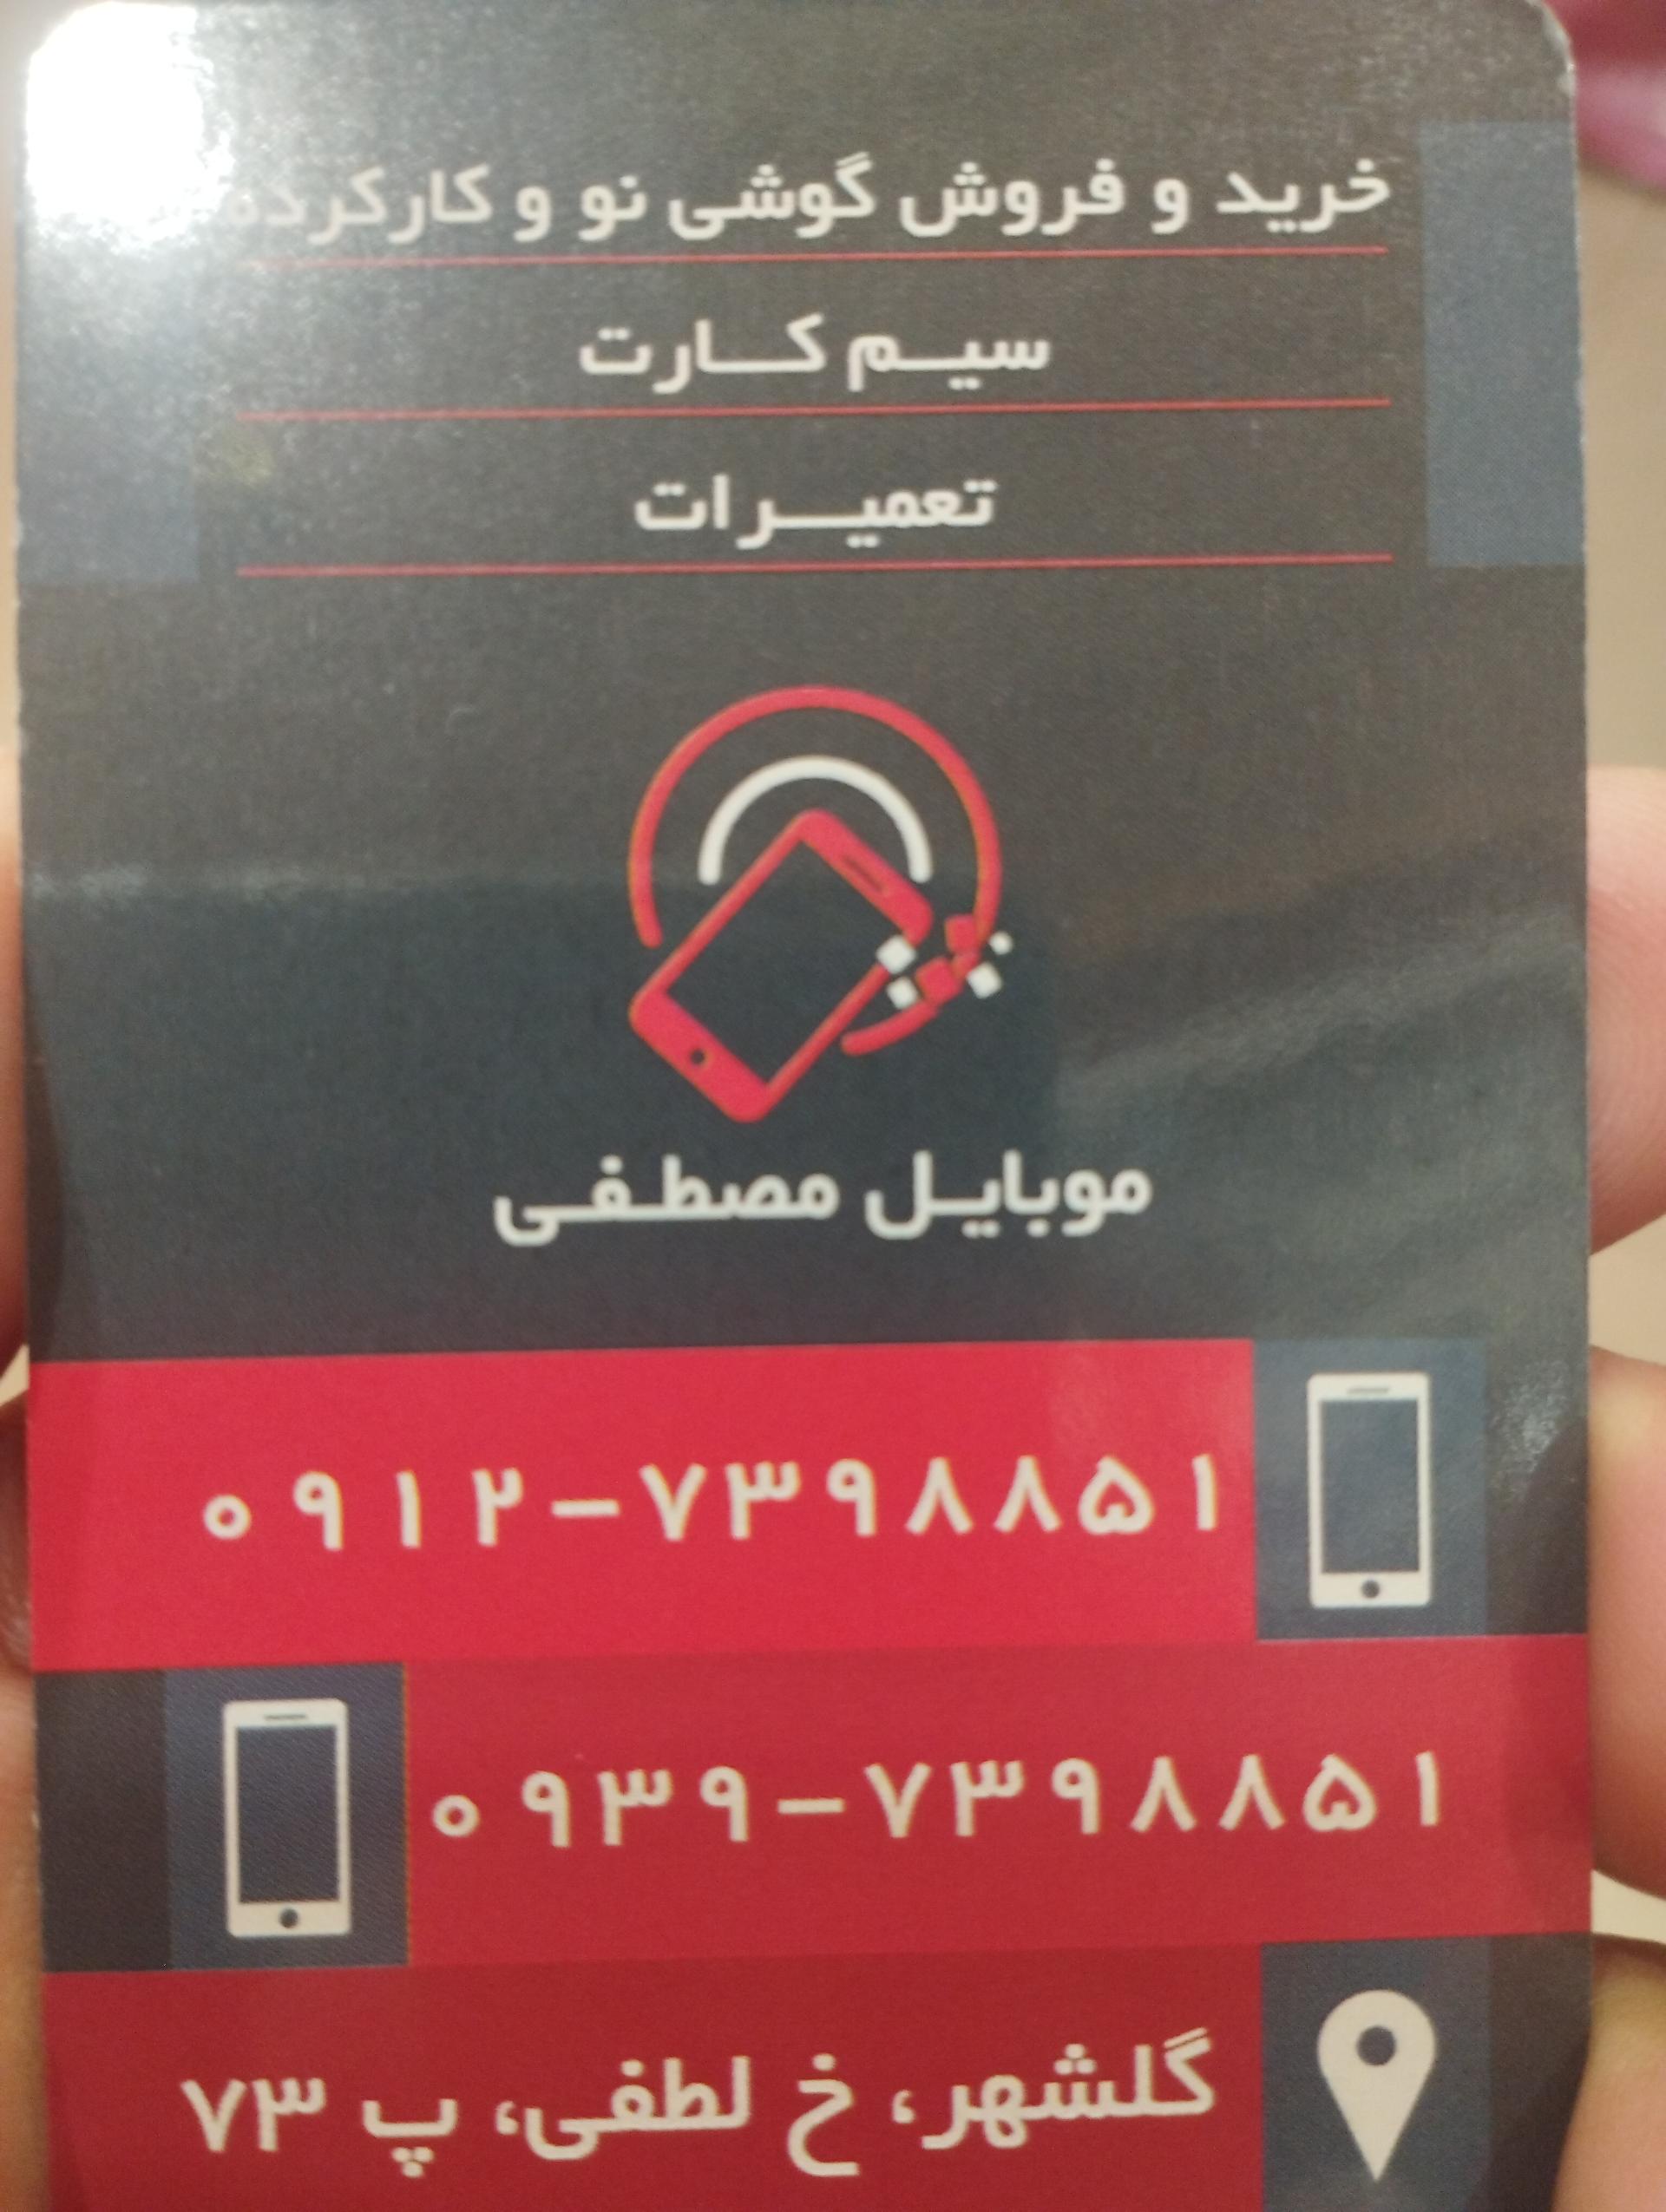 خرید و فروش گوشی نو و کارکرده
سیم کارت
تعمیرات
موبایل مصطفی
۰۹۱۲-۷۳۹۸۸۵۱
۰۹۳۹-۷۳۹۸۸۵۱
گلشهر، خ لطفی، پ ۷۳